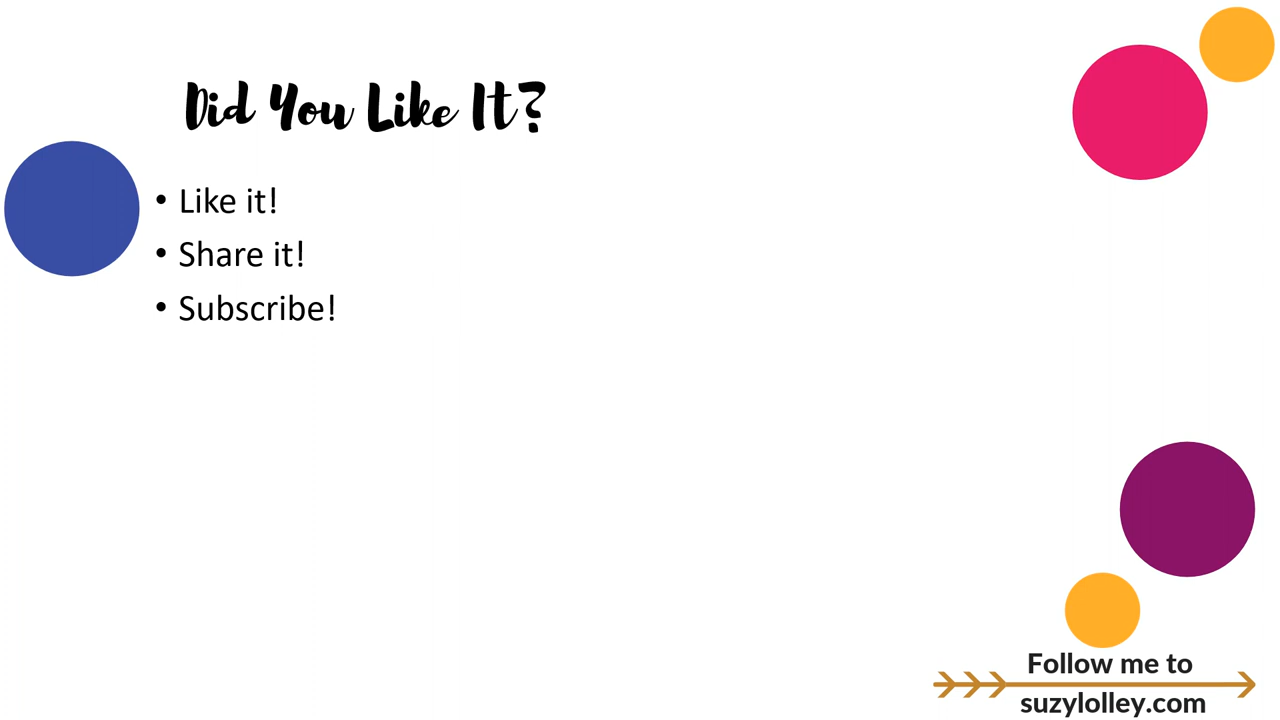 Did You Like It?
• Like it!
• Share it!
• Subscribe!
Follow me to
suzylolley.com